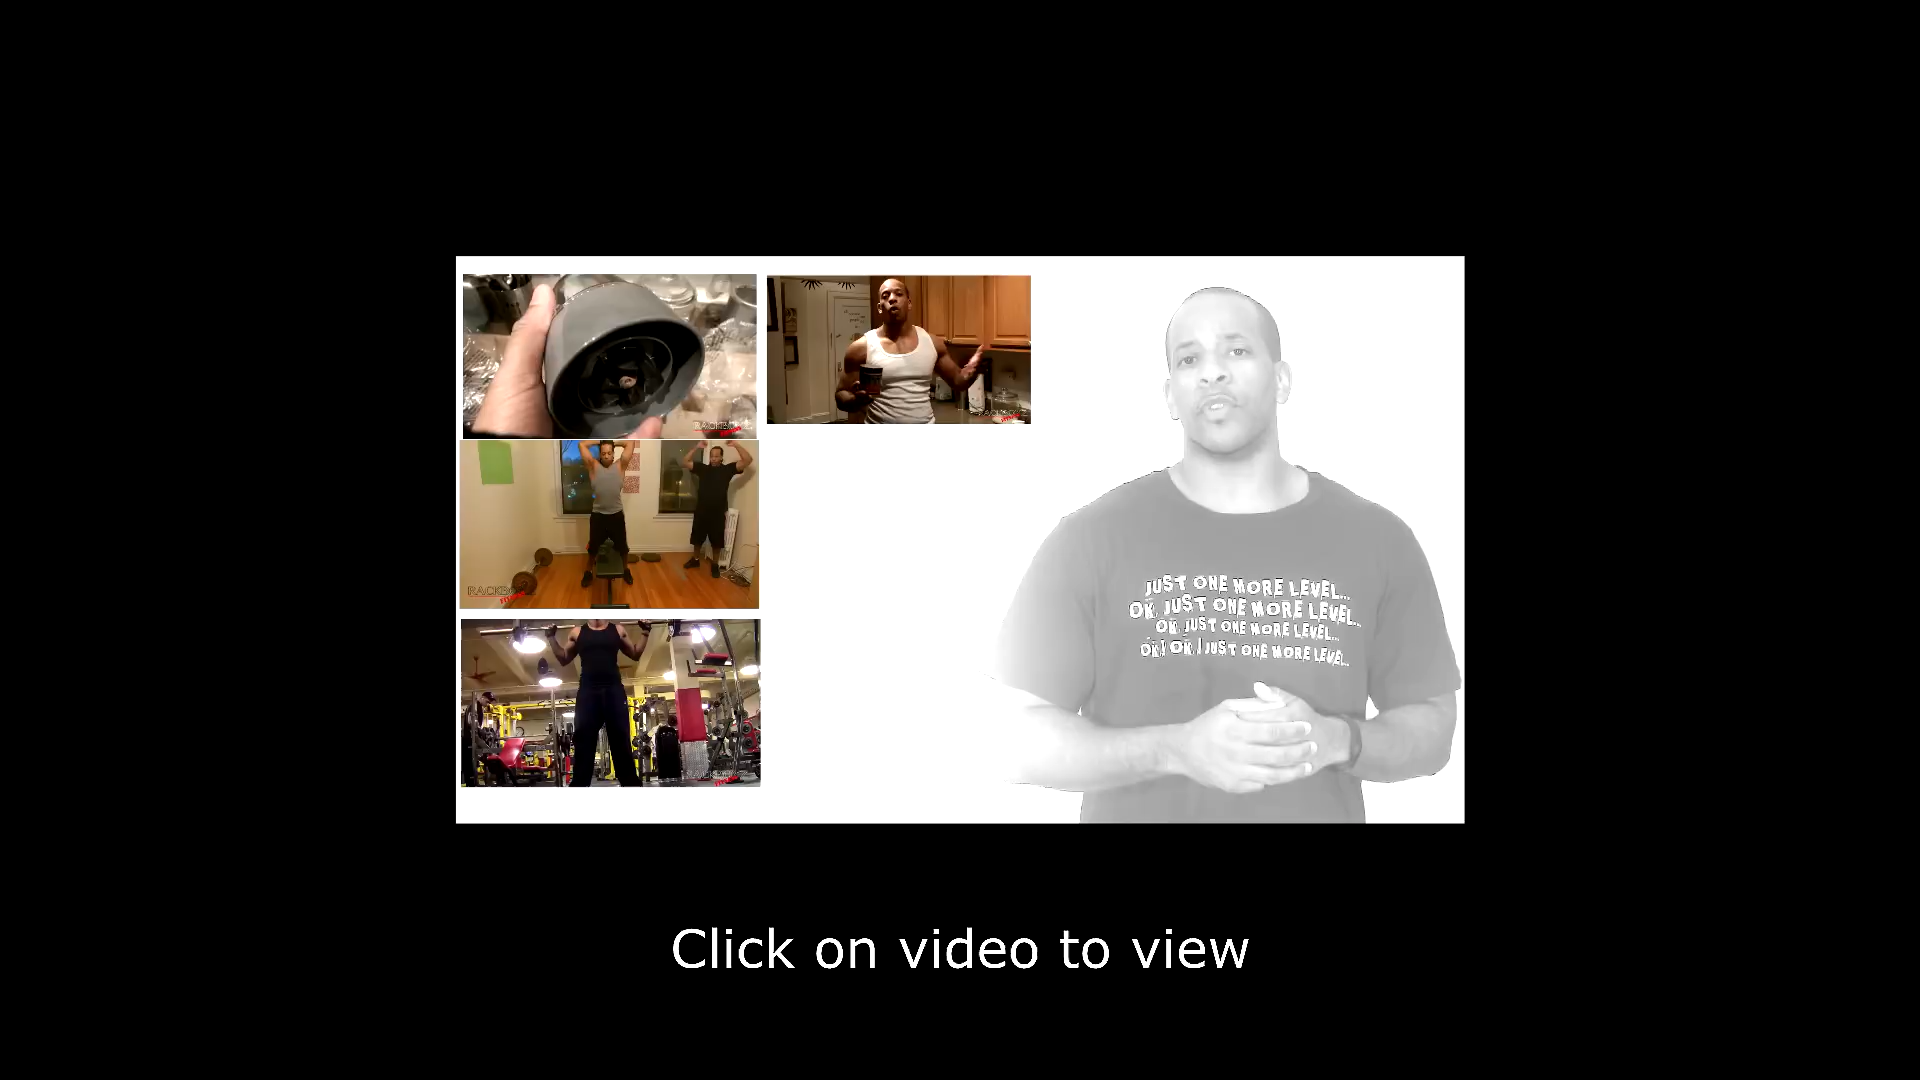 JUST ONE MORE LEVEL...
OK, JUST ONE MORE LEVEL...
OK, JUST ONE MORE LEVEL...
OK! OK! JUST ONE MORE LEVEL...
Click on video to view